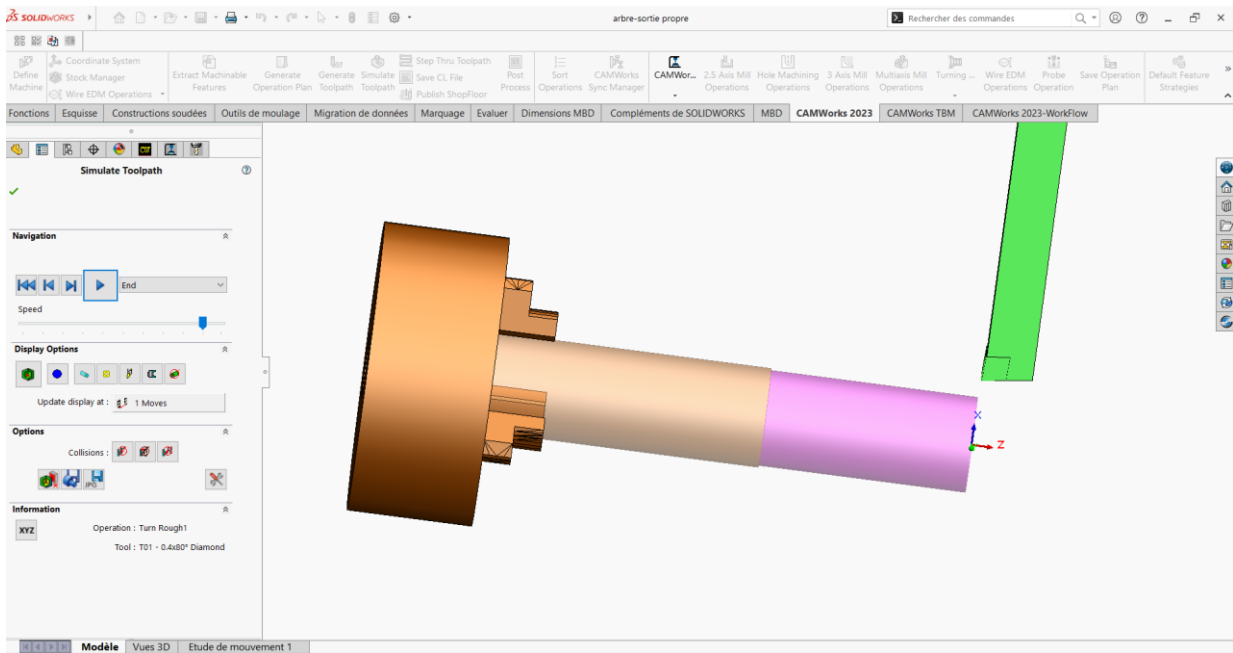 SOLIDWORKS
arbre-sortie propre
Rechercher des commandes
Define Machine
Coordinate System
Stock Manager
Wire EDM Operations
Extract Machinable Features
Generate Operation Plan
Generate Toolpath
Simulate Toolpath
Step Thru Toolpath
Save CL File
Publish ShopFloor
Post Process
Sort Operations
CAMWorks Sync Manager
CAMWor...
2.5 Axis Mill Operations
Hole Machining Operations
3 Axis Mill Operations
Multiaxis Mill Operations
Turning ...
Wire EDM Operations
Probe Operation
Save Operation Plan
Default Feature Strategies
Fonctions Esquisse Constructions soudées Outils de moulage Migration de données Marquage Evaluer Dimensions MBD Compléments de SOLIDWORKS MBD CAMWorks 2023 CAMWorks TBM CAMWorks 2023-WorkFlow
Simulate Toolpath
Navigation
End
Speed
Display Options
Update display at : 1 Moves
Options
Collisions :
JPG
Information
XYZ
Operation : Turn Rough1
Tool : T01 - 0.4x80° Diamond
X
Z
Modèle Vues 3D Etude de mouvement 1